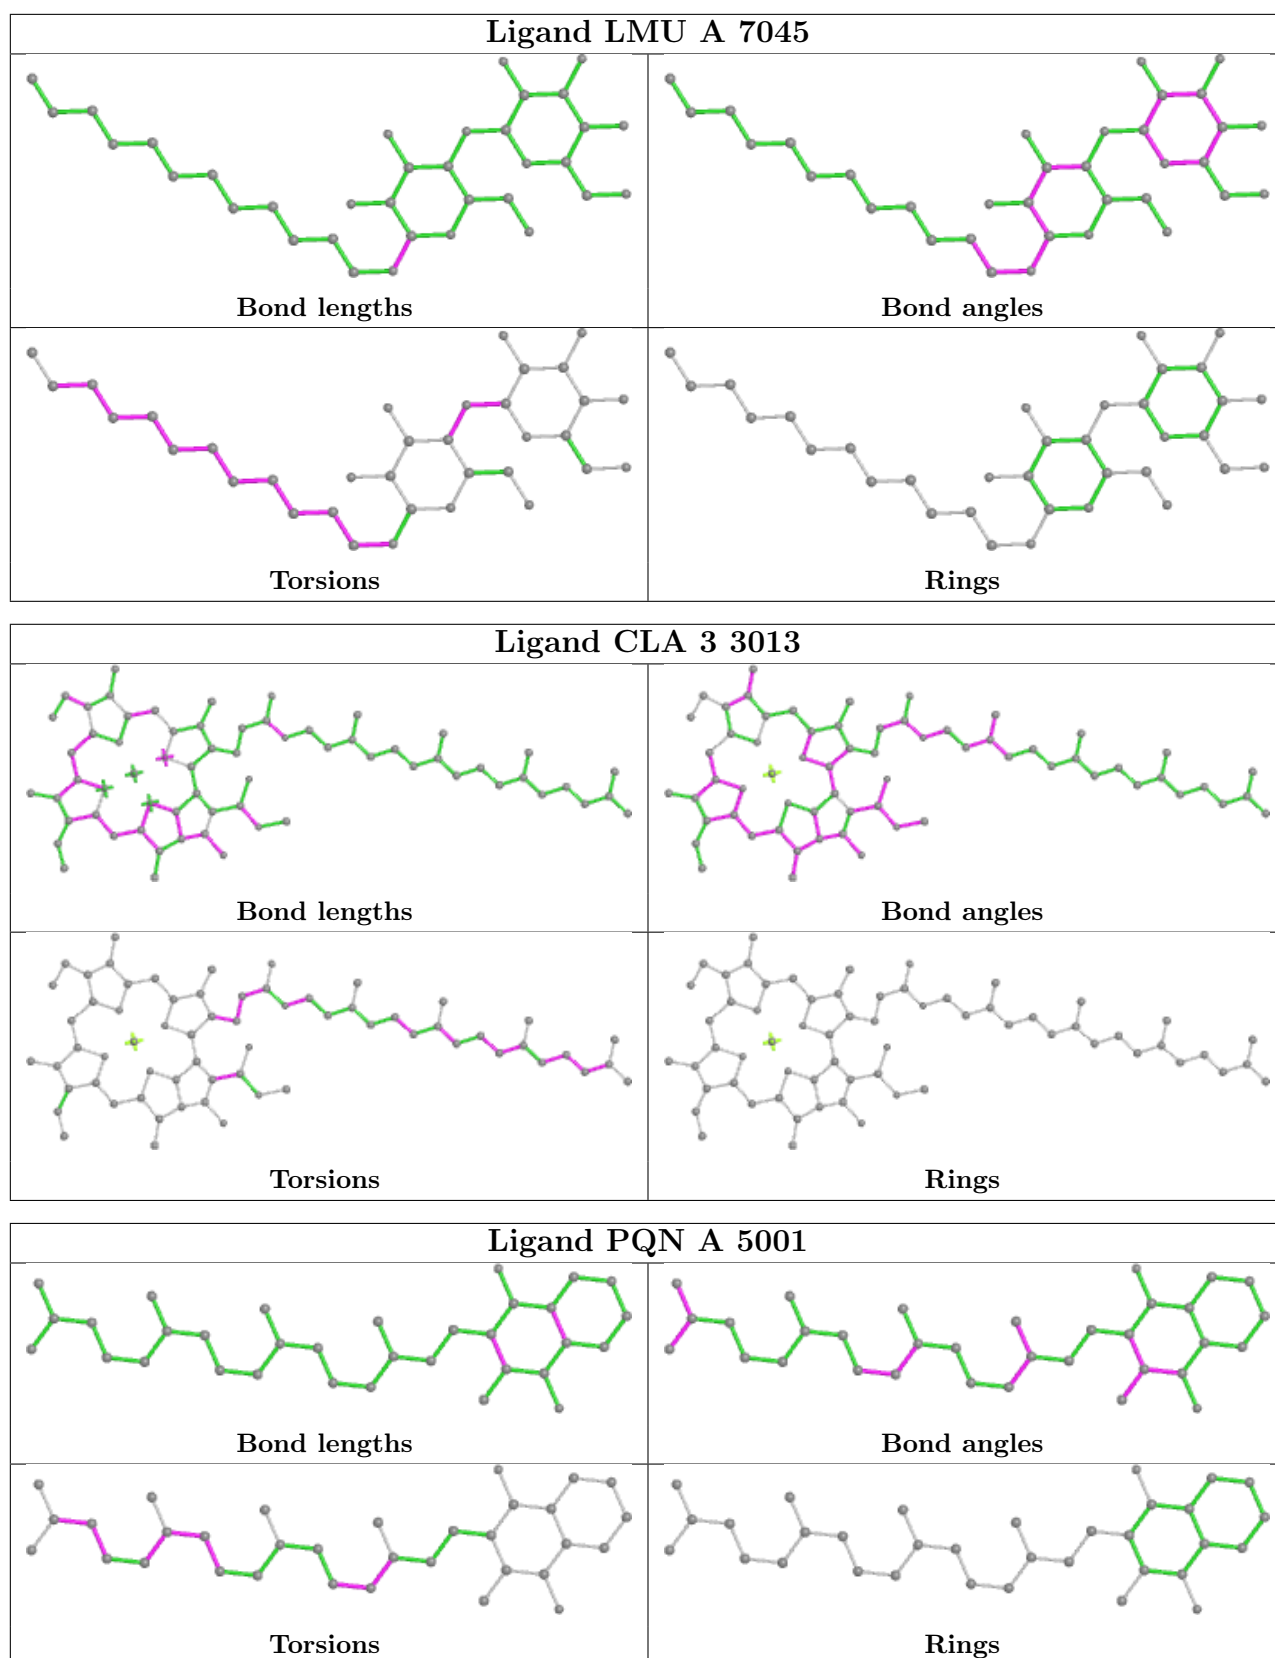 Ligand LMU A 7045
Bond lengths
Bond angles
Torsions
Rings
Ligand CLA 3 3013
Bond lengths
Bond angles
Torsions
Rings
Ligand PQN A 5001
Bond lengths
Bond angles
Torsions
Rings